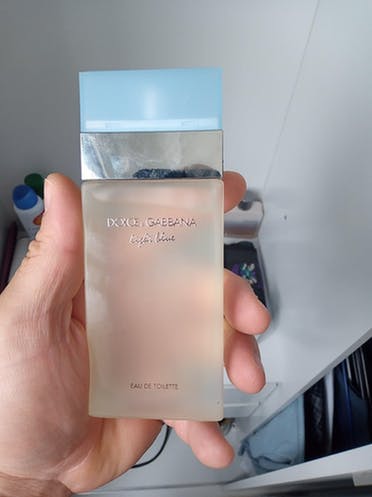 DOLCE & GABBANA
light blue
EAU DE TOILETTE